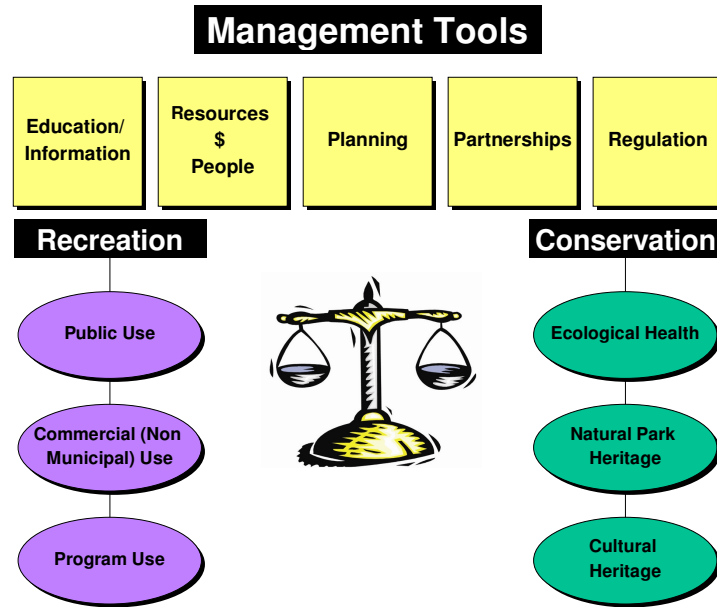 Management Tools
Education/
Information
Resources
$
People
Planning
Partnerships
Regulation
Recreation
Conservation
Public Use
Ecological Health
Commercial (Non
Municipal) Use
Natural Park
Heritage
Program Use
Cultural
Heritage